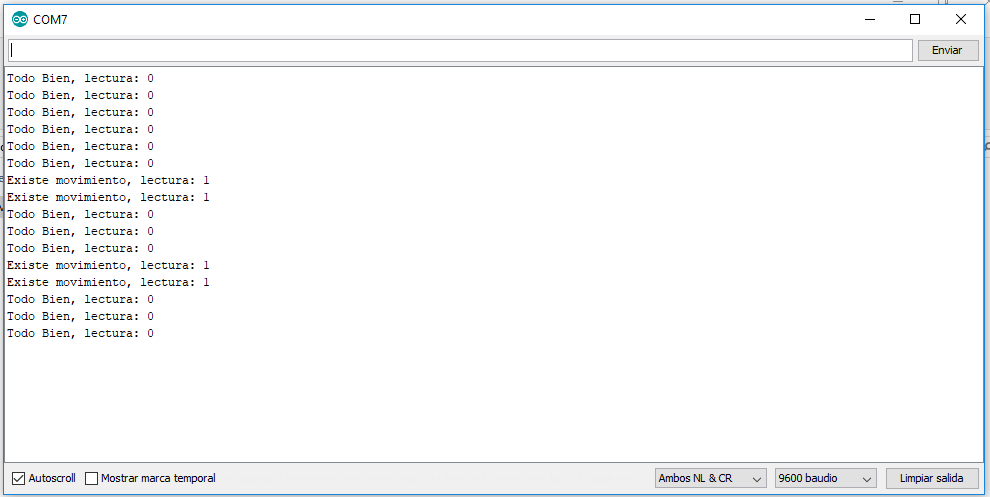 COM7
Enviar
Todo Bien, lectura: 0
Todo Bien, lectura: 0
Todo Bien, lectura: 0
Todo Bien, lectura: 0
Todo Bien, lectura: 0
Todo Bien, lectura: 0
Existe movimiento, lectura: 1
Existe movimiento, lectura: 1
Todo Bien, lectura: 0
Todo Bien, lectura: 0
Todo Bien, lectura: 0
Existe movimiento, lectura: 1
Existe movimiento, lectura: 1
Todo Bien, lectura: 0
Todo Bien, lectura: 0
Todo Bien, lectura: 0
Autoscroll Mostrar marca temporal Ambos NL & CR 9600 baudio Limpiar salida